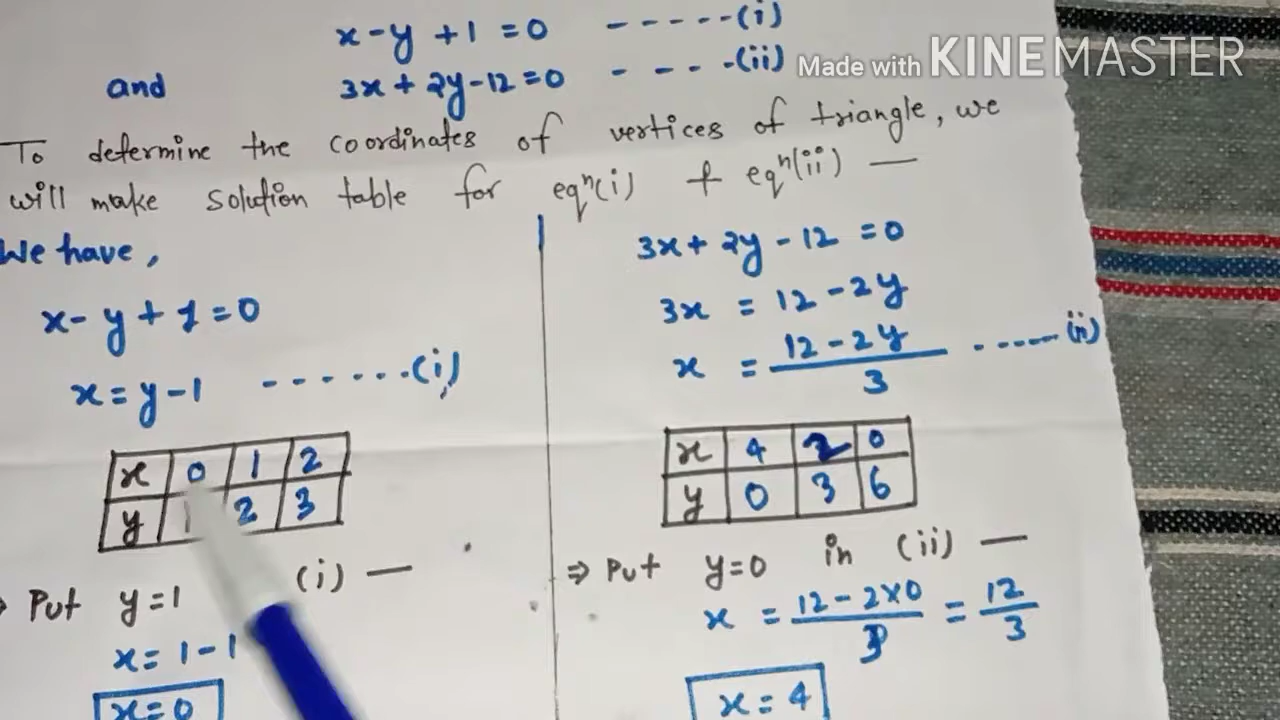 x-y+1=0 -----(i)
Made with KINEMASTER
and 3x+2y-12=0 - - - -(ii)
To determine the coordinates of vertices of triangle, we
will make solution table for eqⁿ(i) + eqⁿ(ii) —
We have,
x-y+1=0
x=y-1 ------(i)
x 0 1 2
y 1 2 3
Put y=1 (i) —
x=1-1
x=0
3x+2y-12=0
3x = 12-2y
x = (12-2y)/3 -----(ii)
x 4 2 0
y 0 3 6
⇒ Put y=0 in (ii) —
x = (12-2×0)/3 = 12/3
x=4